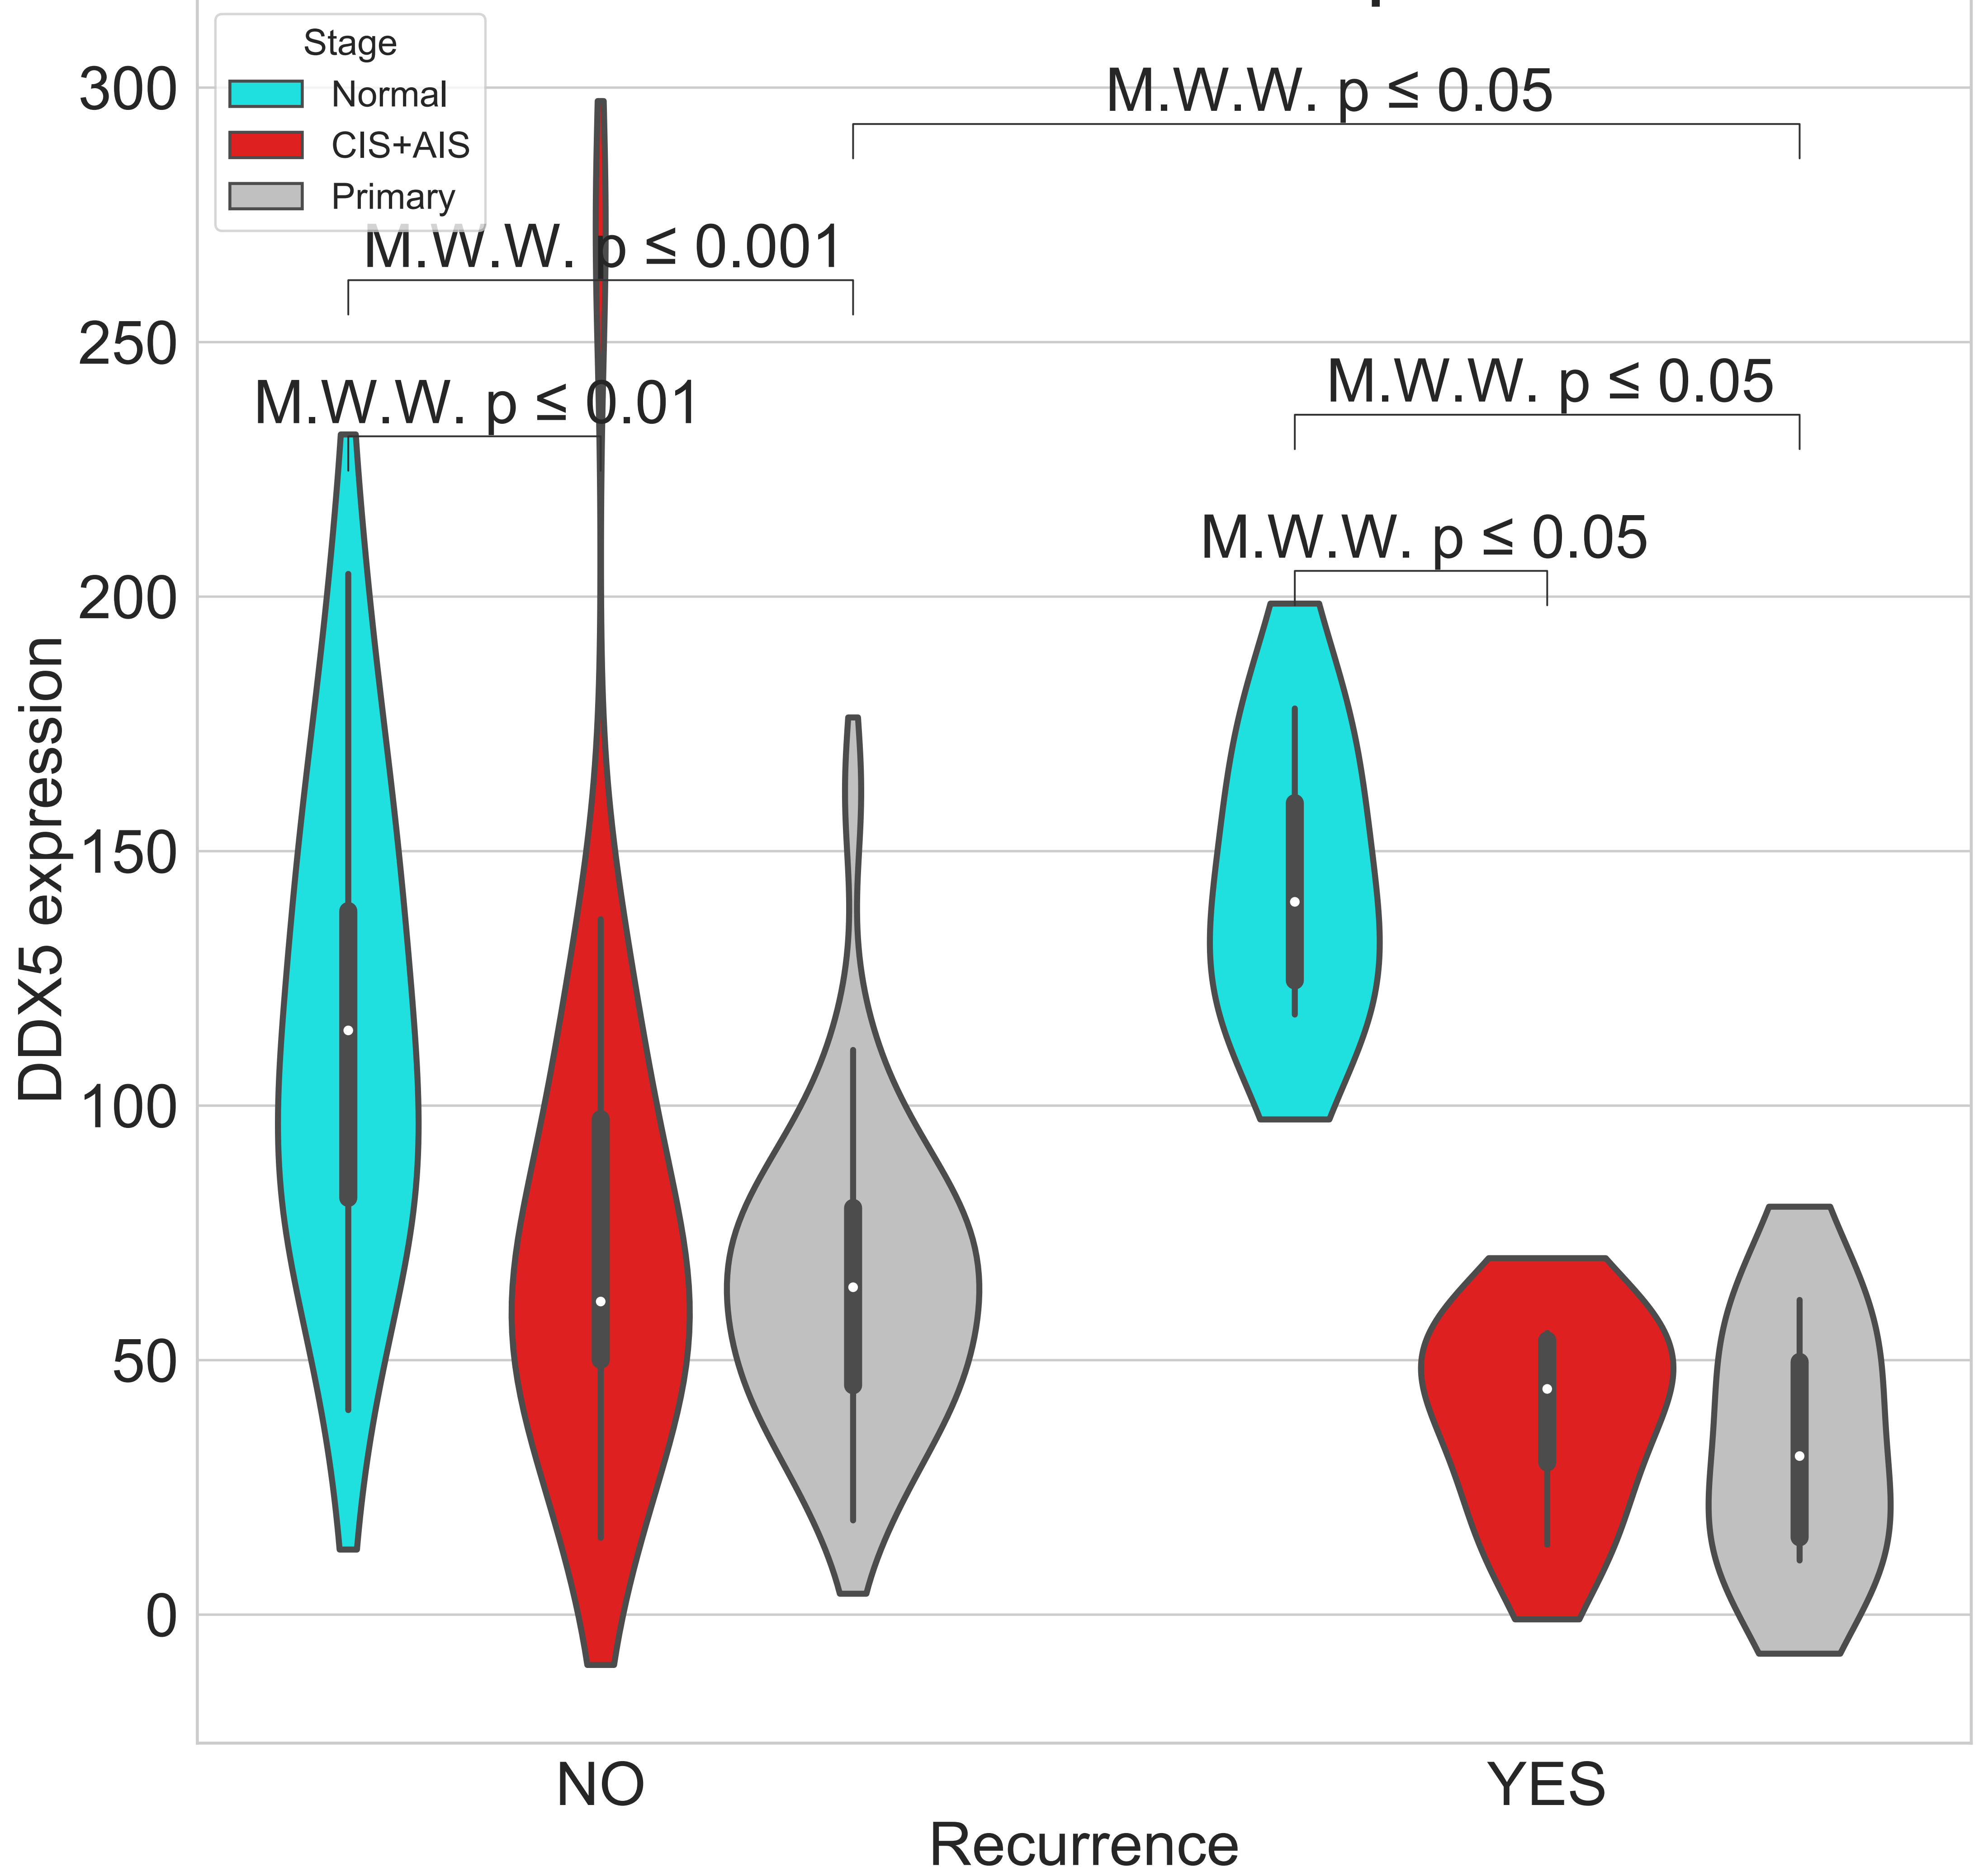 Stage
Normal
CIS+AIS
Primary
M.W.W. p ≤ 0.05
M.W.W. p ≤ 0.001
M.W.W. p ≤ 0.01
M.W.W. p ≤ 0.05
M.W.W. p ≤ 0.05
300
250
200
150
100
50
0
DDX5 expression
NO
YES
Recurrence